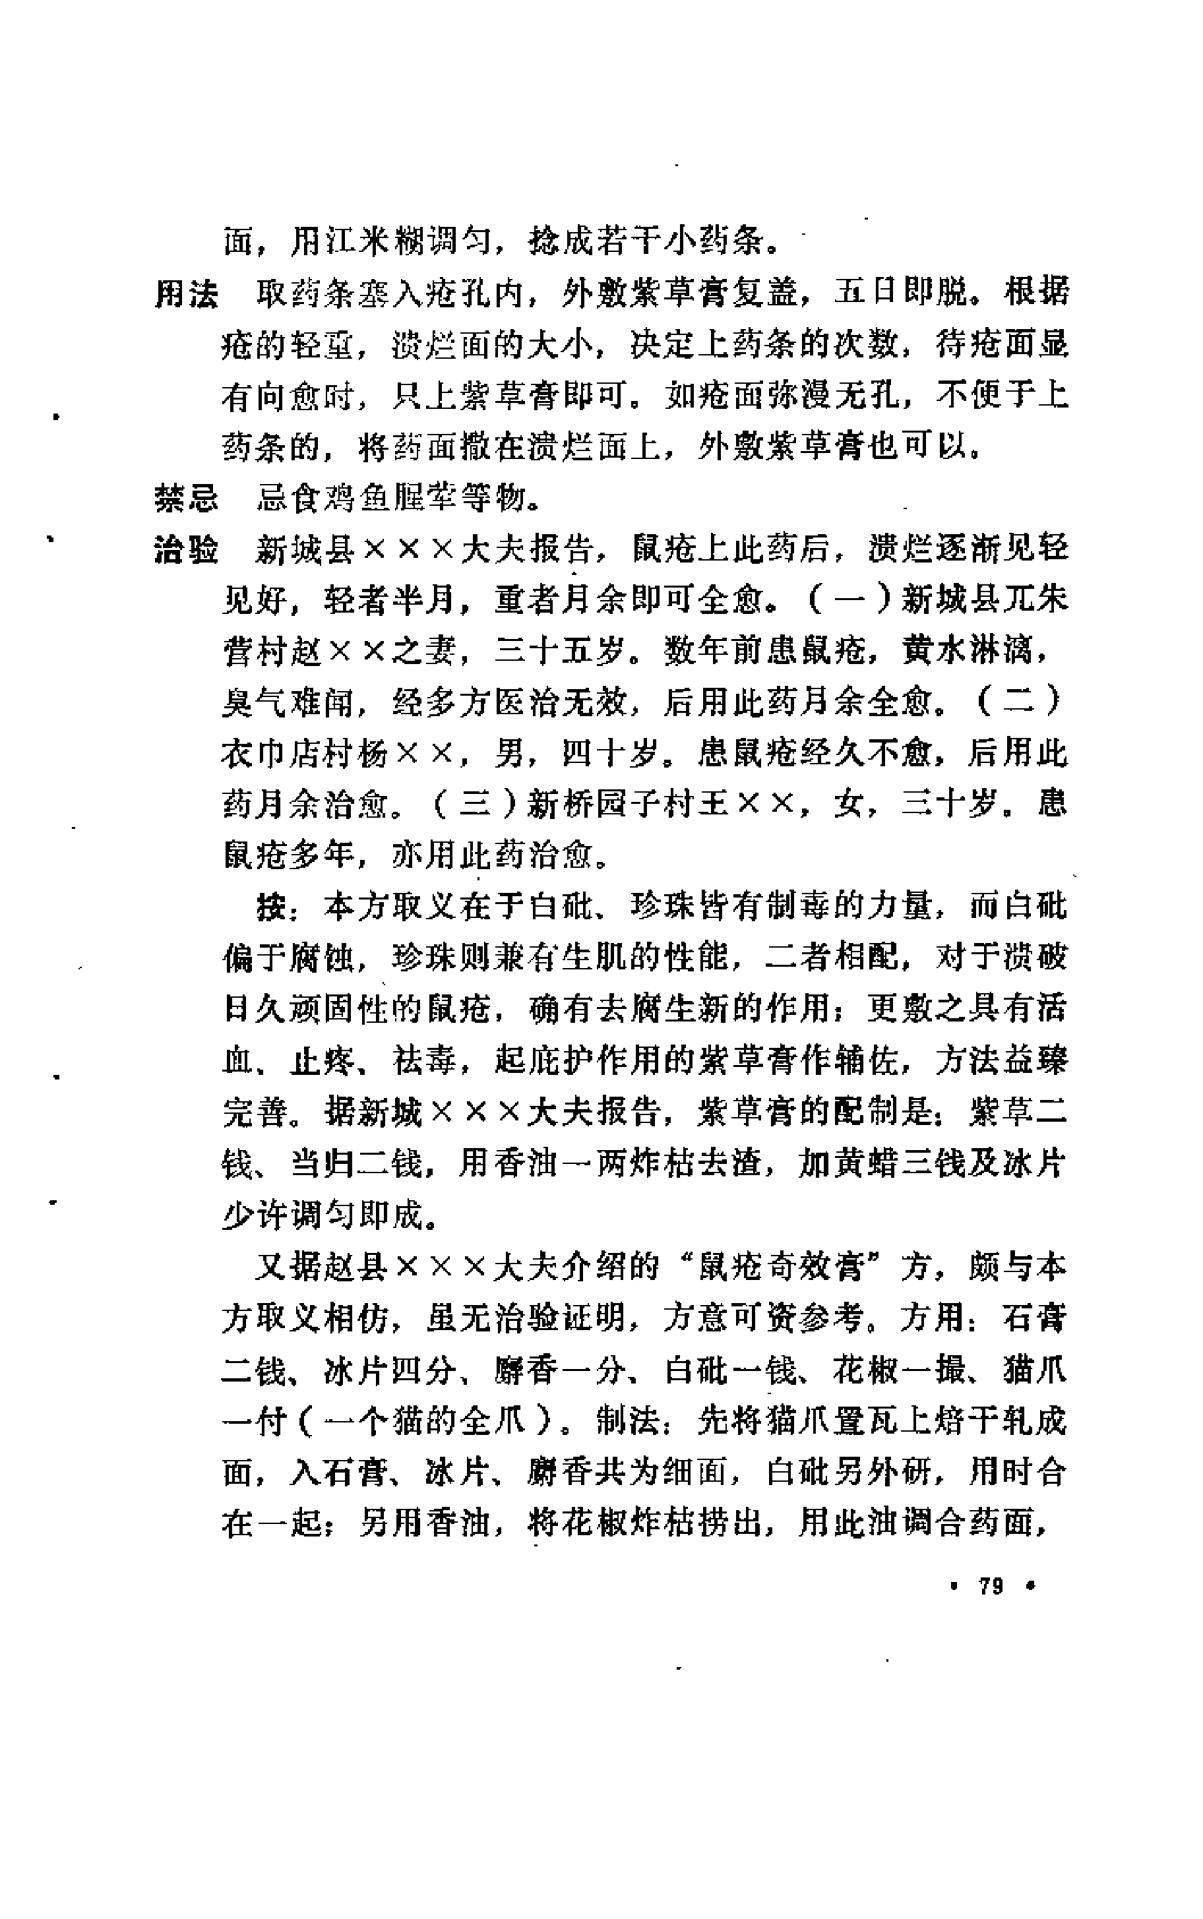 面，用江米糊调匀，捻成若干小药条。
用法　取药条塞入疮孔内，外敷紫草膏复盖，五日即脱。根据
疮的轻重，溃烂面的大小，决定上药条的次数，待疮面显
有向愈时，只上紫草膏即可。如疮面弥漫无孔，不便于上
药条的，将药面撒在溃烂面上，外敷紫草膏也可以。
禁忌　忌食鸡鱼腥荤等物。
治验　新城县×××大夫报告，鼠疮上此药后，溃烂逐渐见轻
见好，轻者半月，重者月余即可全愈。（一）新城县兀朱
营村赵××之妻，三十五岁。数年前患鼠疮，黄水淋漓，
臭气难闻，经多方医治无效，后用此药月余全愈。（二）
衣巾店村杨××，男，四十岁。患鼠疮经久不愈，后用此
药月余治愈。（三）新桥园子村王××，女，三十岁。患
鼠疮多年，亦用此药治愈。
按：本方取义在于白砒、珍珠皆有制毒的力量，而白砒
偏于腐蚀，珍珠则兼有生肌的性能，二者相配，对于溃破
日久顽固性的鼠疮，确有去腐生新的作用；更敷之具有活
血、止疼、祛毒，起庇护作用的紫草膏作辅佐，方法益臻
完善。据新城×××大夫报告，紫草膏的配制是：紫草二
钱、当归二钱，用香油一两炸枯去渣，加黄蜡三钱及冰片
少许调匀即成。
又据赵县×××大夫介绍的“鼠疮奇效膏”方，颇与本
方取义相仿，虽无治验证明，方意可资参考。方用：石膏
二钱、冰片四分、麝香一分、白砒一钱、花椒一撮、猫爪
一付（一个猫的全爪）。制法：先将猫爪置瓦上焙干轧成
面，入石膏、冰片、麝香共为细面，白砒另外研，用时合
在一起；另用香油，将花椒炸枯捞出，用此油调合药面，
· 79 ·